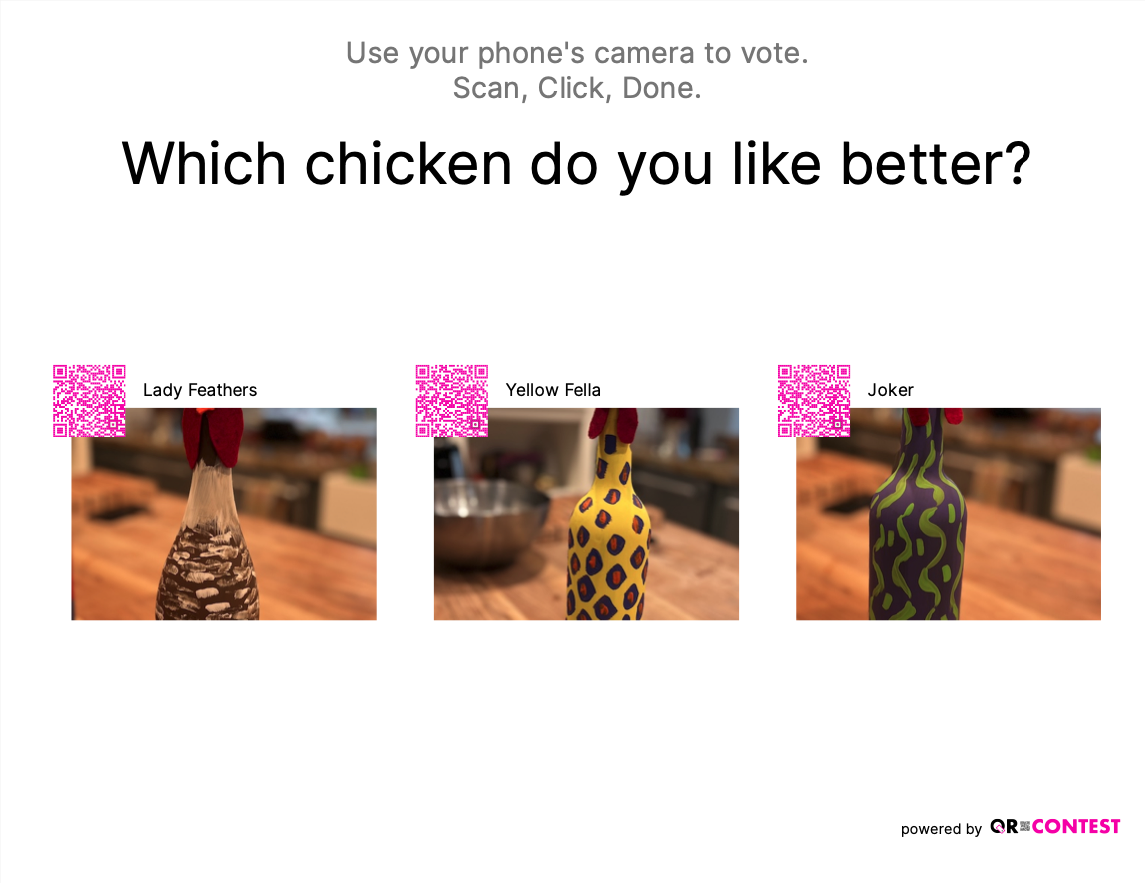 Use your phone's camera to vote.
Scan, Click, Done.
Which chicken do you like better?
Lady Feathers
Yellow Fella
Joker
powered by QR CONTEST